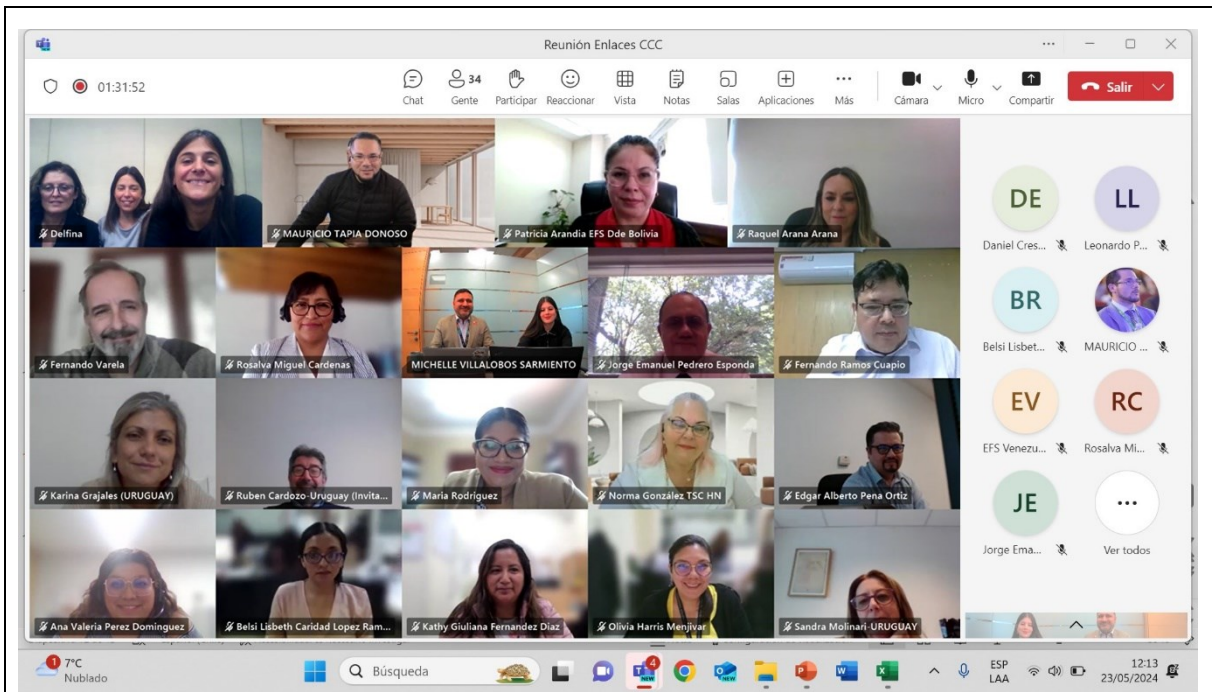 Reunión Enlaces CCC
01:31:52
34
Chat Gente Participar Reaccionar Vista Notas Salas Aplicaciones Más Cámara Micro Compartir Salir
Delfina
MAURICIO TAPIA DONOSO
Patricia Arandia EFS Dde Bolivia
Raquel Arana Arana
DE
LL
Daniel Cres...
Leonardo P...
Fernando Varela
Rosalva Miguel Cardenas
MICHELLE VILLALOBOS SARMIENTO
Jorge Emanuel Pedrero Esponda
Fernando Ramos Cuapio
BR
Belsi Lisbet...
MAURICIO ...
EV
RC
EFS Venezu...
Rosalva Mi...
Karina Grajales (URUGUAY)
Ruben Cardozo-Uruguay (Invita...
Maria Rodríguez
Norma González TSC HN
Edgar Alberto Pena Ortiz
JE
Jorge Ema...
Ver todos
Ana Valeria Perez Dominguez
Belsi Lisbeth Caridad Lopez Ram...
Kathy Giuliana Fernandez Diaz
Olivia Harris Menjivar
Sandra Molinari-URUGUAY
1
7°C
Nublado
Búsqueda
4
NEW
NEW
ESP
LAA
12:13
23/05/2024